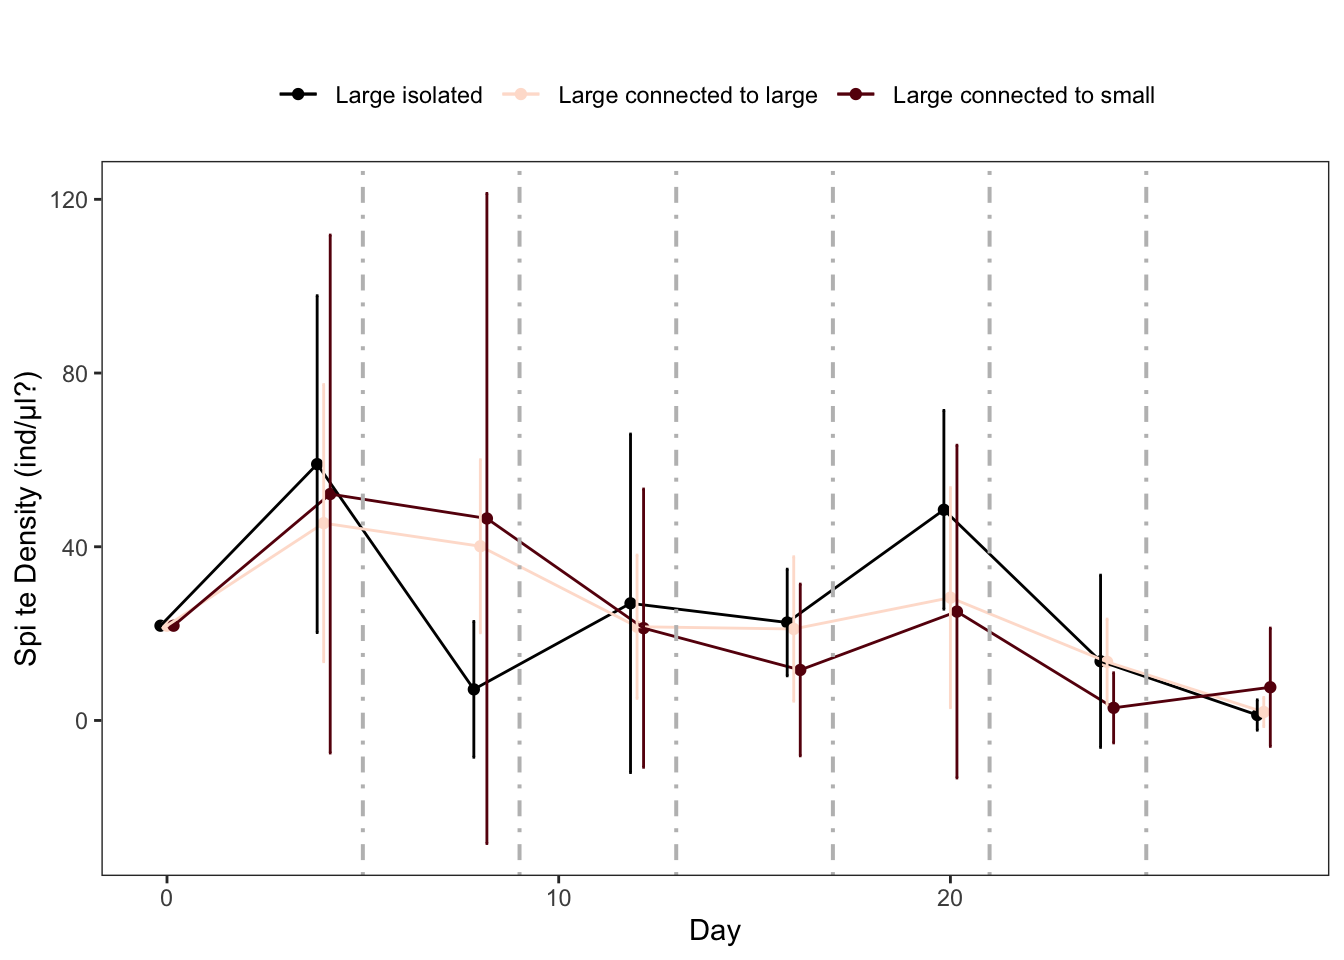 Large isolated Large connected to large Large connected to small
120
80
40
0
Spi te Density (ind/µl?)
0 10 20
Day